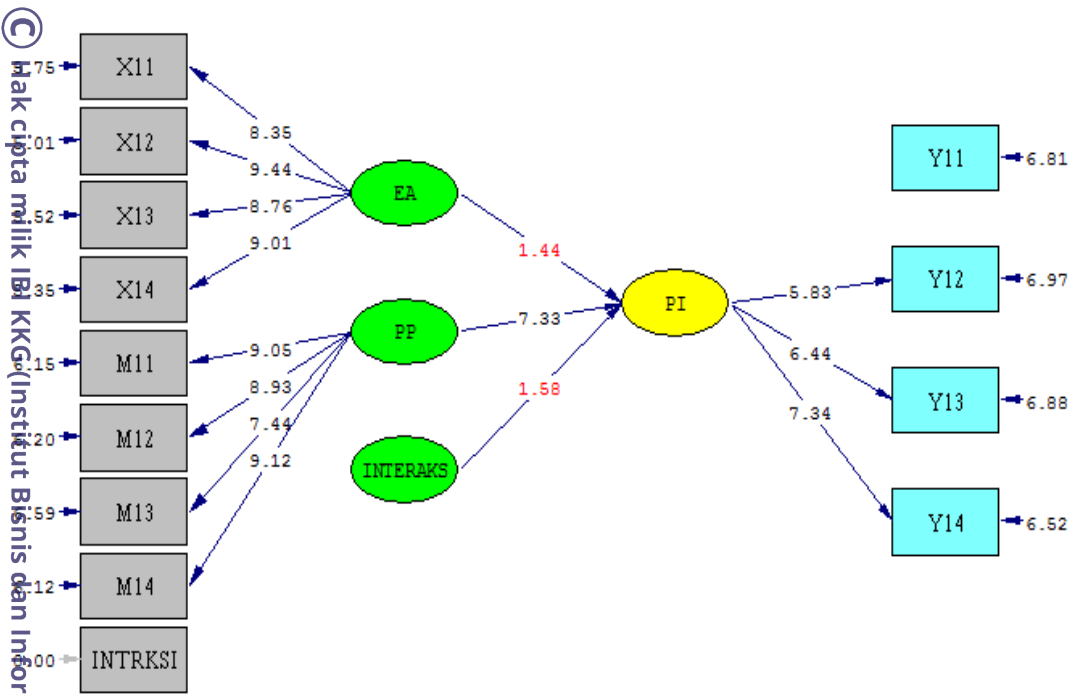 © Hak cipta milik IBI KKG (Institut Bisnis dan Infor
X11
X12
X13
X14
M11
M12
M13
M14
INTRKSI
8.35
9.44
8.76
9.01
9.05
8.93
7.44
9.12
EA
PP
INTERAKS
1.44
7.33
1.58
PI
5.83
6.44
7.34
Y11
6.81
Y12
6.97
Y13
6.88
Y14
6.52